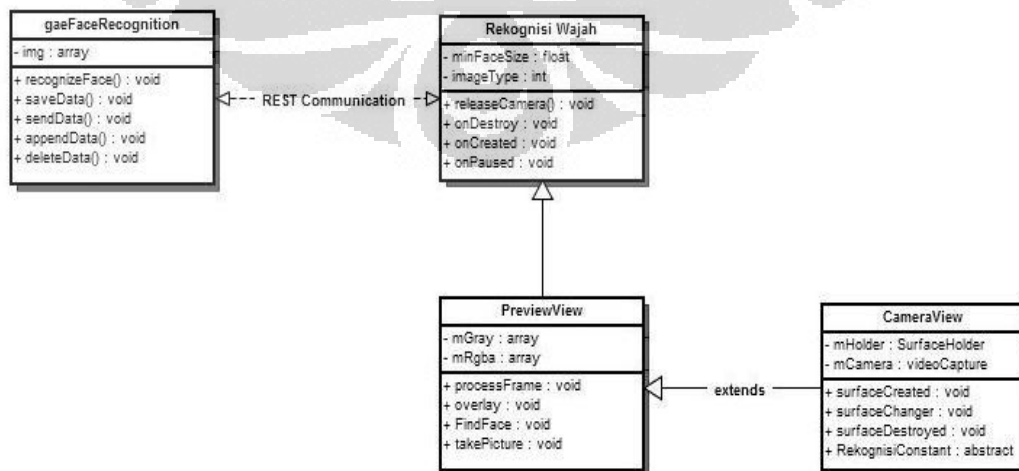 gaeFaceRecognition
- img : array
+ recognizeFace() : void
+ saveData() : void
+ sendData() : void
+ appendData() : void
+ deleteData() : void
REST Communication
Rekognisi Wajah
- minFaceSize : float
- imageType : int
+ releaseCamera() : void
+ onDestroy : void
+ onCreated : void
+ onPaused : void
PreviewView
- mGray : array
- mRgba : array
+ processFrame : void
+ overlay : void
+ FindFace : void
+ takePicture : void
extends
CameraView
- mHolder : SurfaceHolder
- mCamera : videoCapture
+ surfaceCreated : void
+ surfaceChanger : void
+ surfaceDestroyed : void
+ RekognisiConstant : abstract